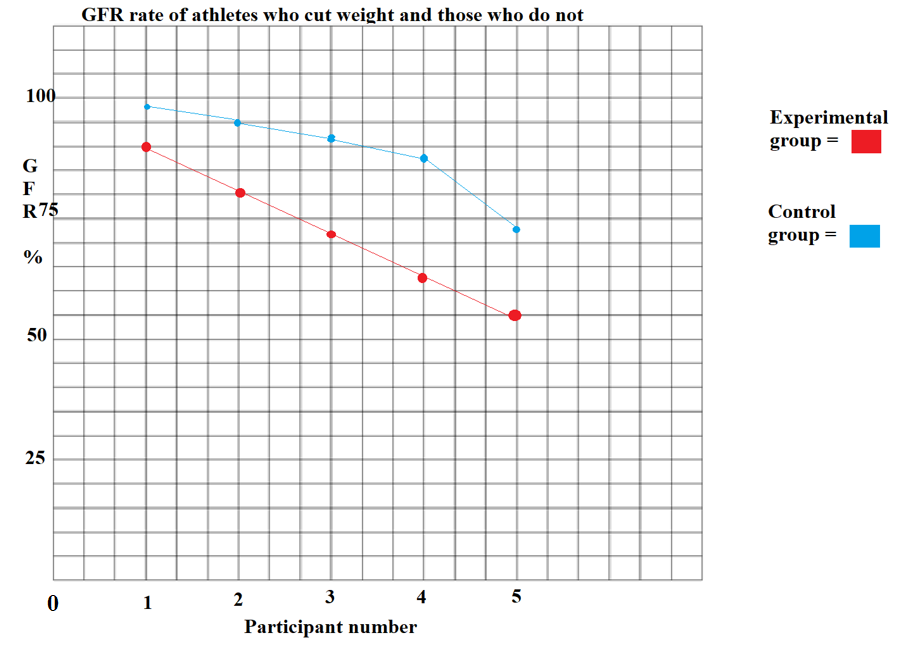 GFR rate of athletes who cut weight and those who do not
100
G
F
R
75
%
50
25
0
1
2
3
4
5
Participant number
Experimental
group =
Control
group =